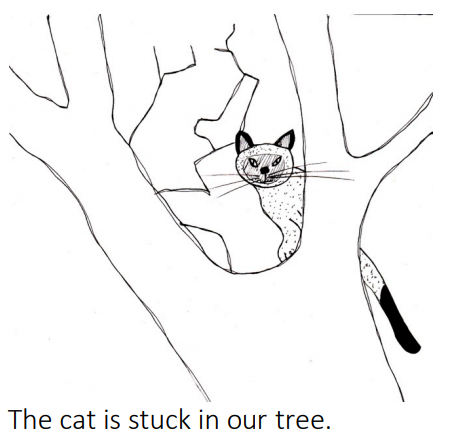 The cat is stuck in our tree.